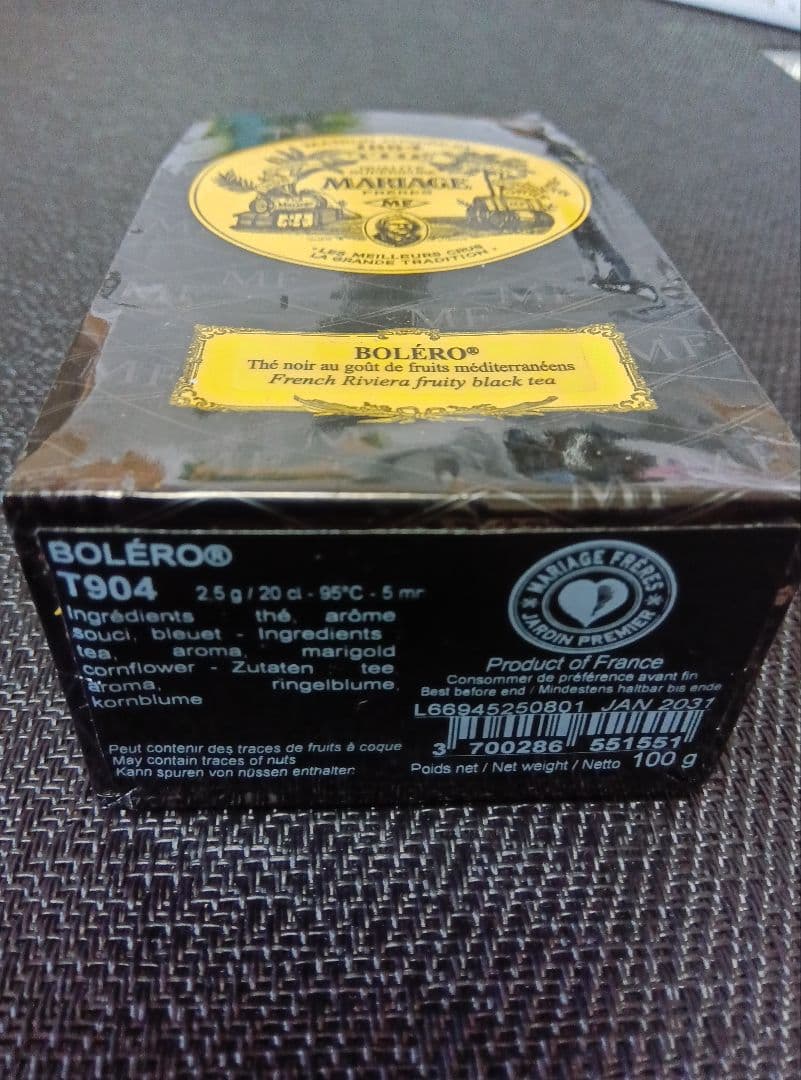 1854
MARIAGE
FRÈRES
MF
• LES MEILLEURS CRUS
LA GRANDE TRADITION •
BOLÉRO®
Thé noir au goût de fruits méditerranéens
French Riviera fruity black tea
BOLÉRO®
T904 2.5 g / 20 cl - 95°C - 5 mn
Ingrédients thé, arôme
souci, bleuet - Ingredients
tea, aroma, marigold
cornflower - Zutaten tee
aroma, ringelblume,
kornblume
Peut contenir des traces de fruits à coque
May contain traces of nuts
Kann spuren von nüssen enthalten
MARIAGE FRÈRES
JARDIN PREMIER
Product of France
Consommer de préférence avant fin
Best before end / Mindestens haltbar bis ende
L66945250801 JAN 2031
3 700286 551551
Poids net / Net weight / Netto 100 g